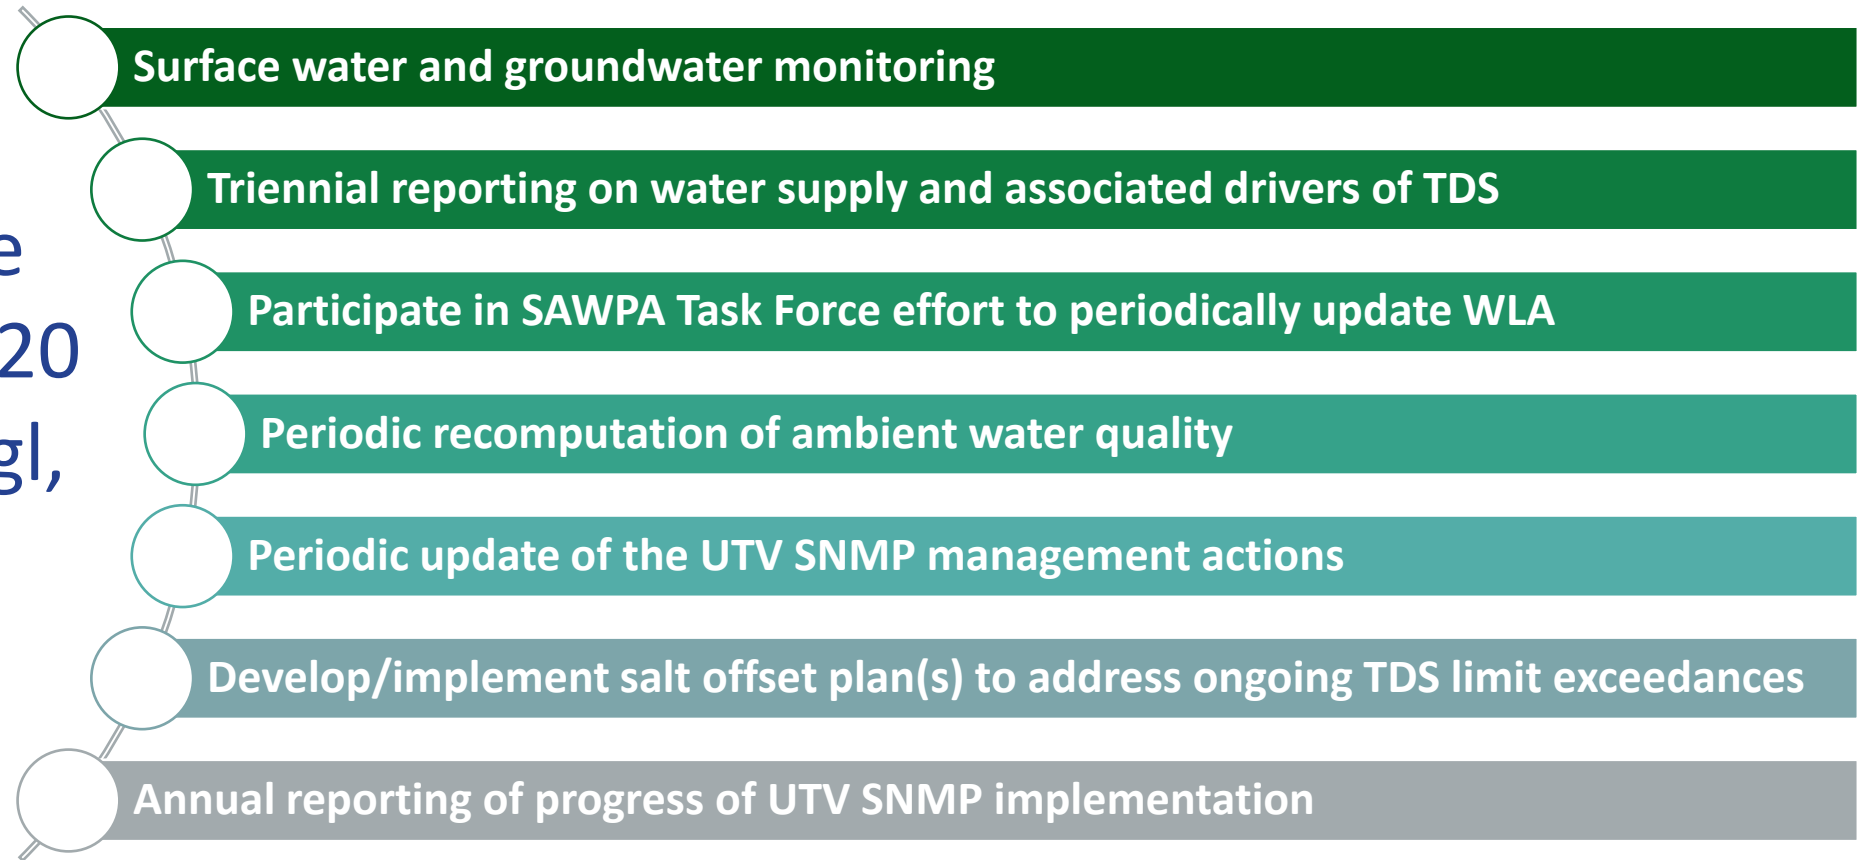 Surface water and groundwater monitoring
Triennial reporting on water supply and associated drivers of TDS
e
Participate in SAWPA Task Force effort to periodically update WLA
20
Periodic recomputation of ambient water quality
gl,
Periodic update of the UTV SNMP management actions
Develop/implement salt offset plan(s) to address ongoing TDS limit exceedances
Annual reporting of progress of UTV SNMP implementation